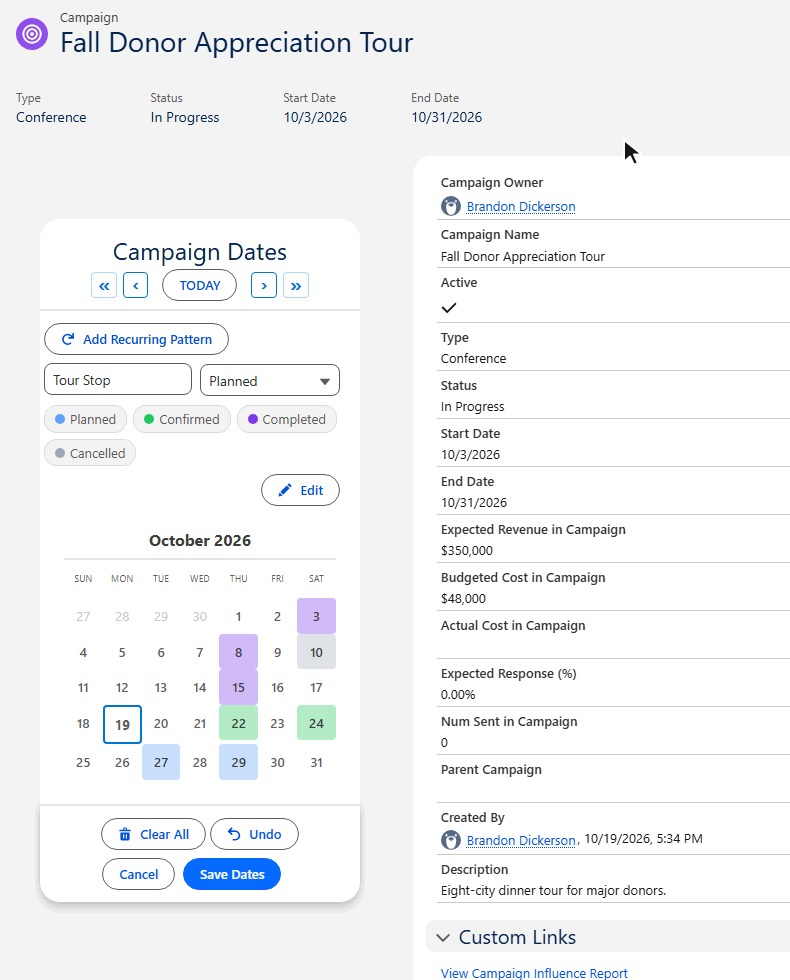 Campaign
Fall Donor Appreciation Tour
Type Status Start Date End Date
Conference In Progress 10/3/2026 10/31/2026
Campaign Dates
« ‹ TODAY › »
Add Recurring Pattern
Tour Stop Planned
Planned Confirmed Completed
Cancelled
Edit
October 2026
SUN MON TUE WED THU FRI SAT
27 28 29 30 1 2 3
4 5 6 7 8 9 10
11 12 13 14 15 16 17
18 19 20 21 22 23 24
25 26 27 28 29 30 31
Clear All Undo
Cancel Save Dates
Campaign Owner
Brandon Dickerson
Campaign Name
Fall Donor Appreciation Tour
Active
Type
Conference
Status
In Progress
Start Date
10/3/2026
End Date
10/31/2026
Expected Revenue in Campaign
$350,000
Budgeted Cost in Campaign
$48,000
Actual Cost in Campaign
Expected Response (%)
0.00%
Num Sent in Campaign
0
Parent Campaign
Created By
Brandon Dickerson, 10/19/2026, 5:34 PM
Description
Eight-city dinner tour for major donors.
Custom Links
View Campaign Influence Report